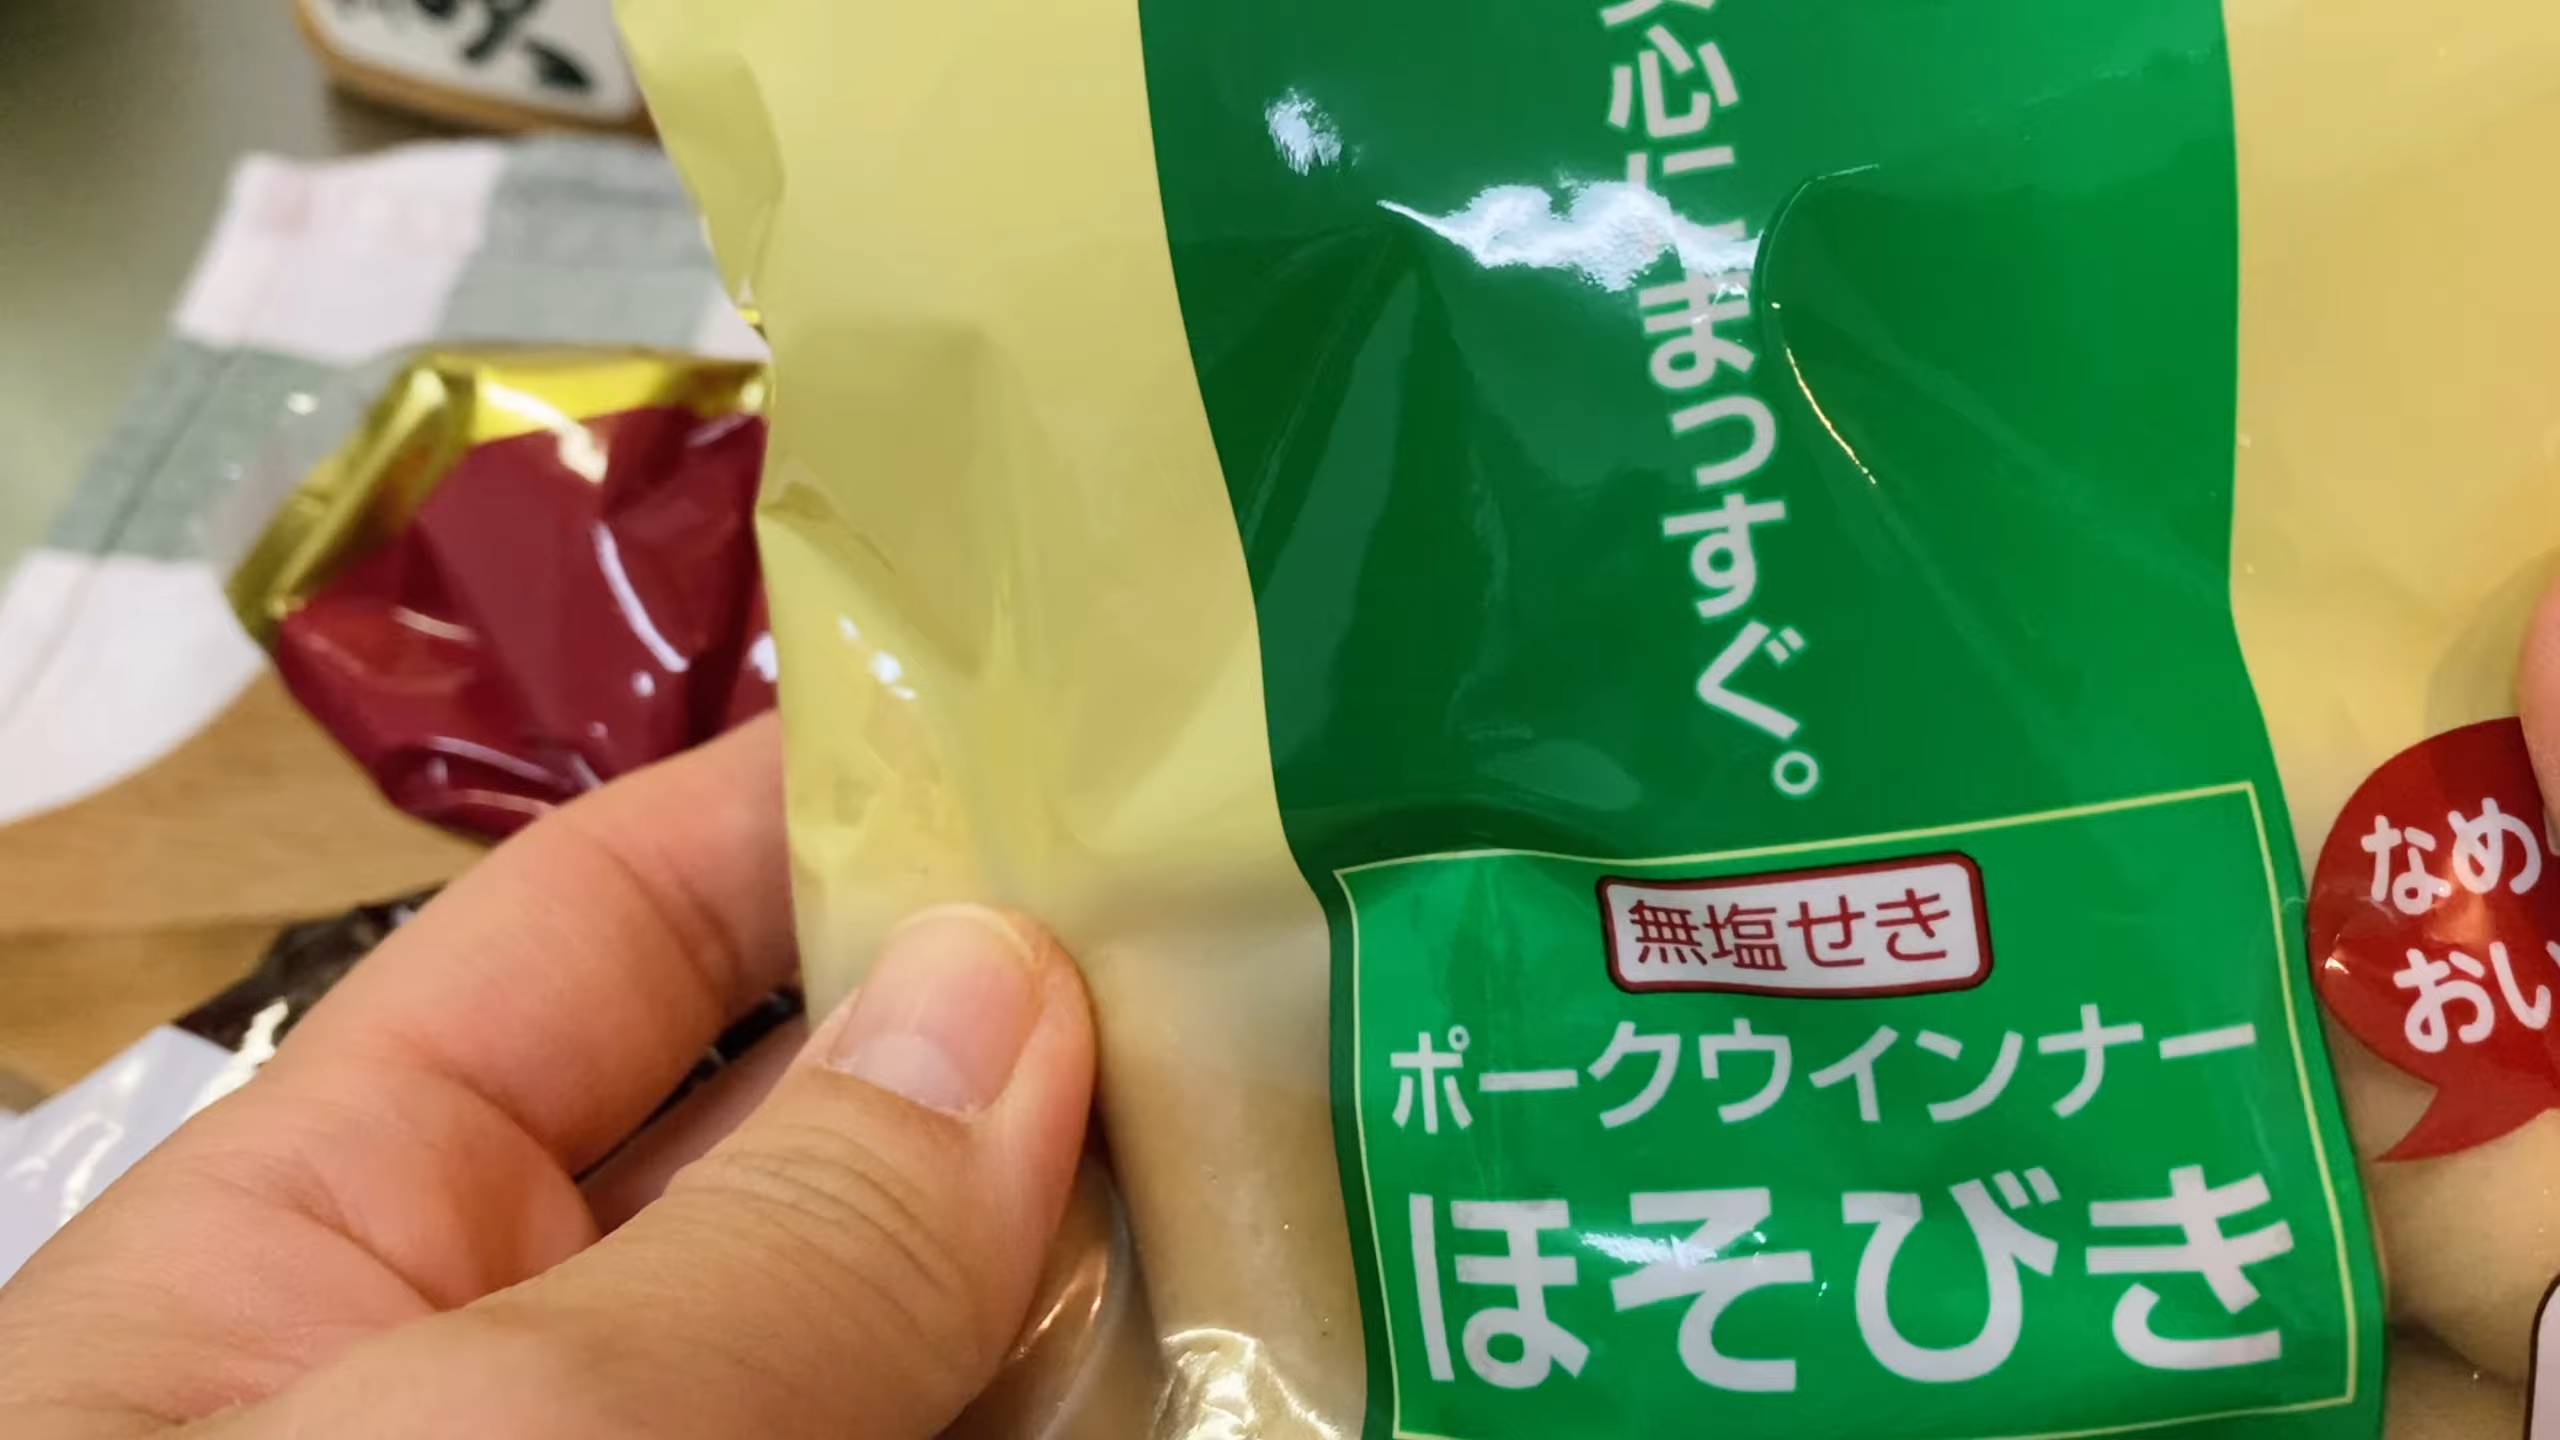 心にまっすぐ。
無塩せき
ポークウインナー
ほそびき
なめ
おい